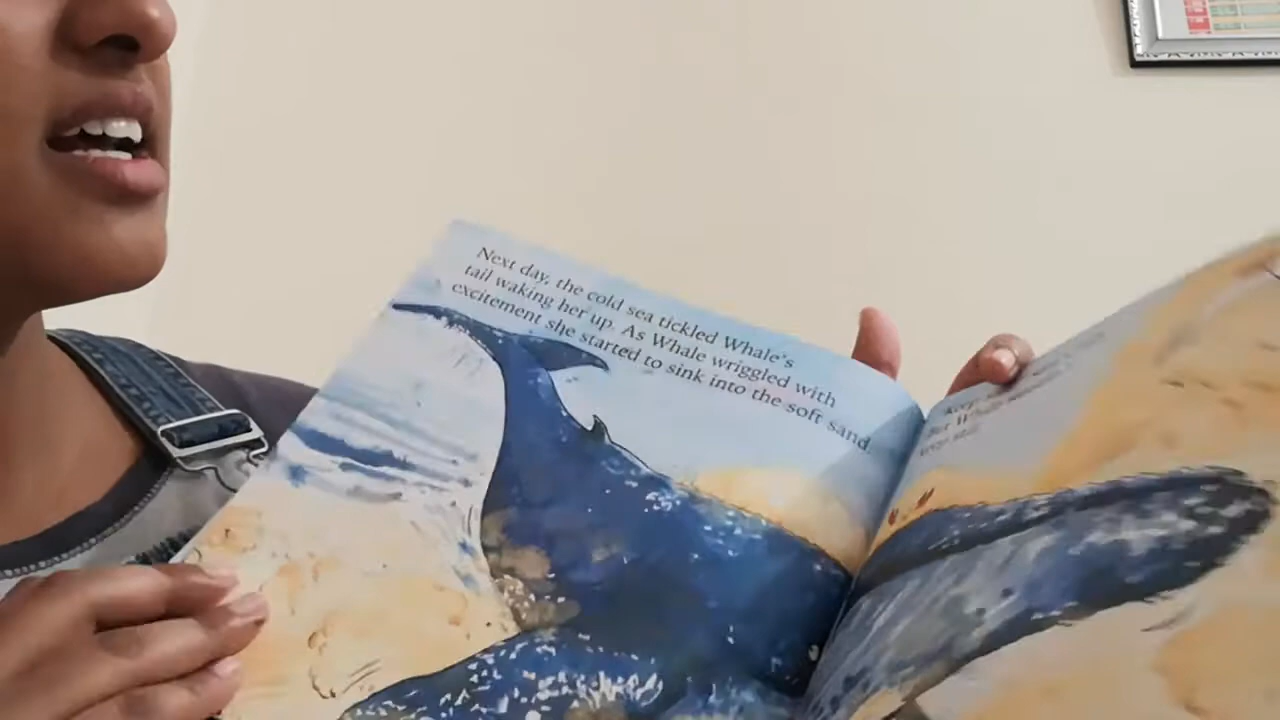 Next day, the cold sea tickled Whale's
tail waking her up. As Whale wriggled with
excitement she started to sink into the soft sand.